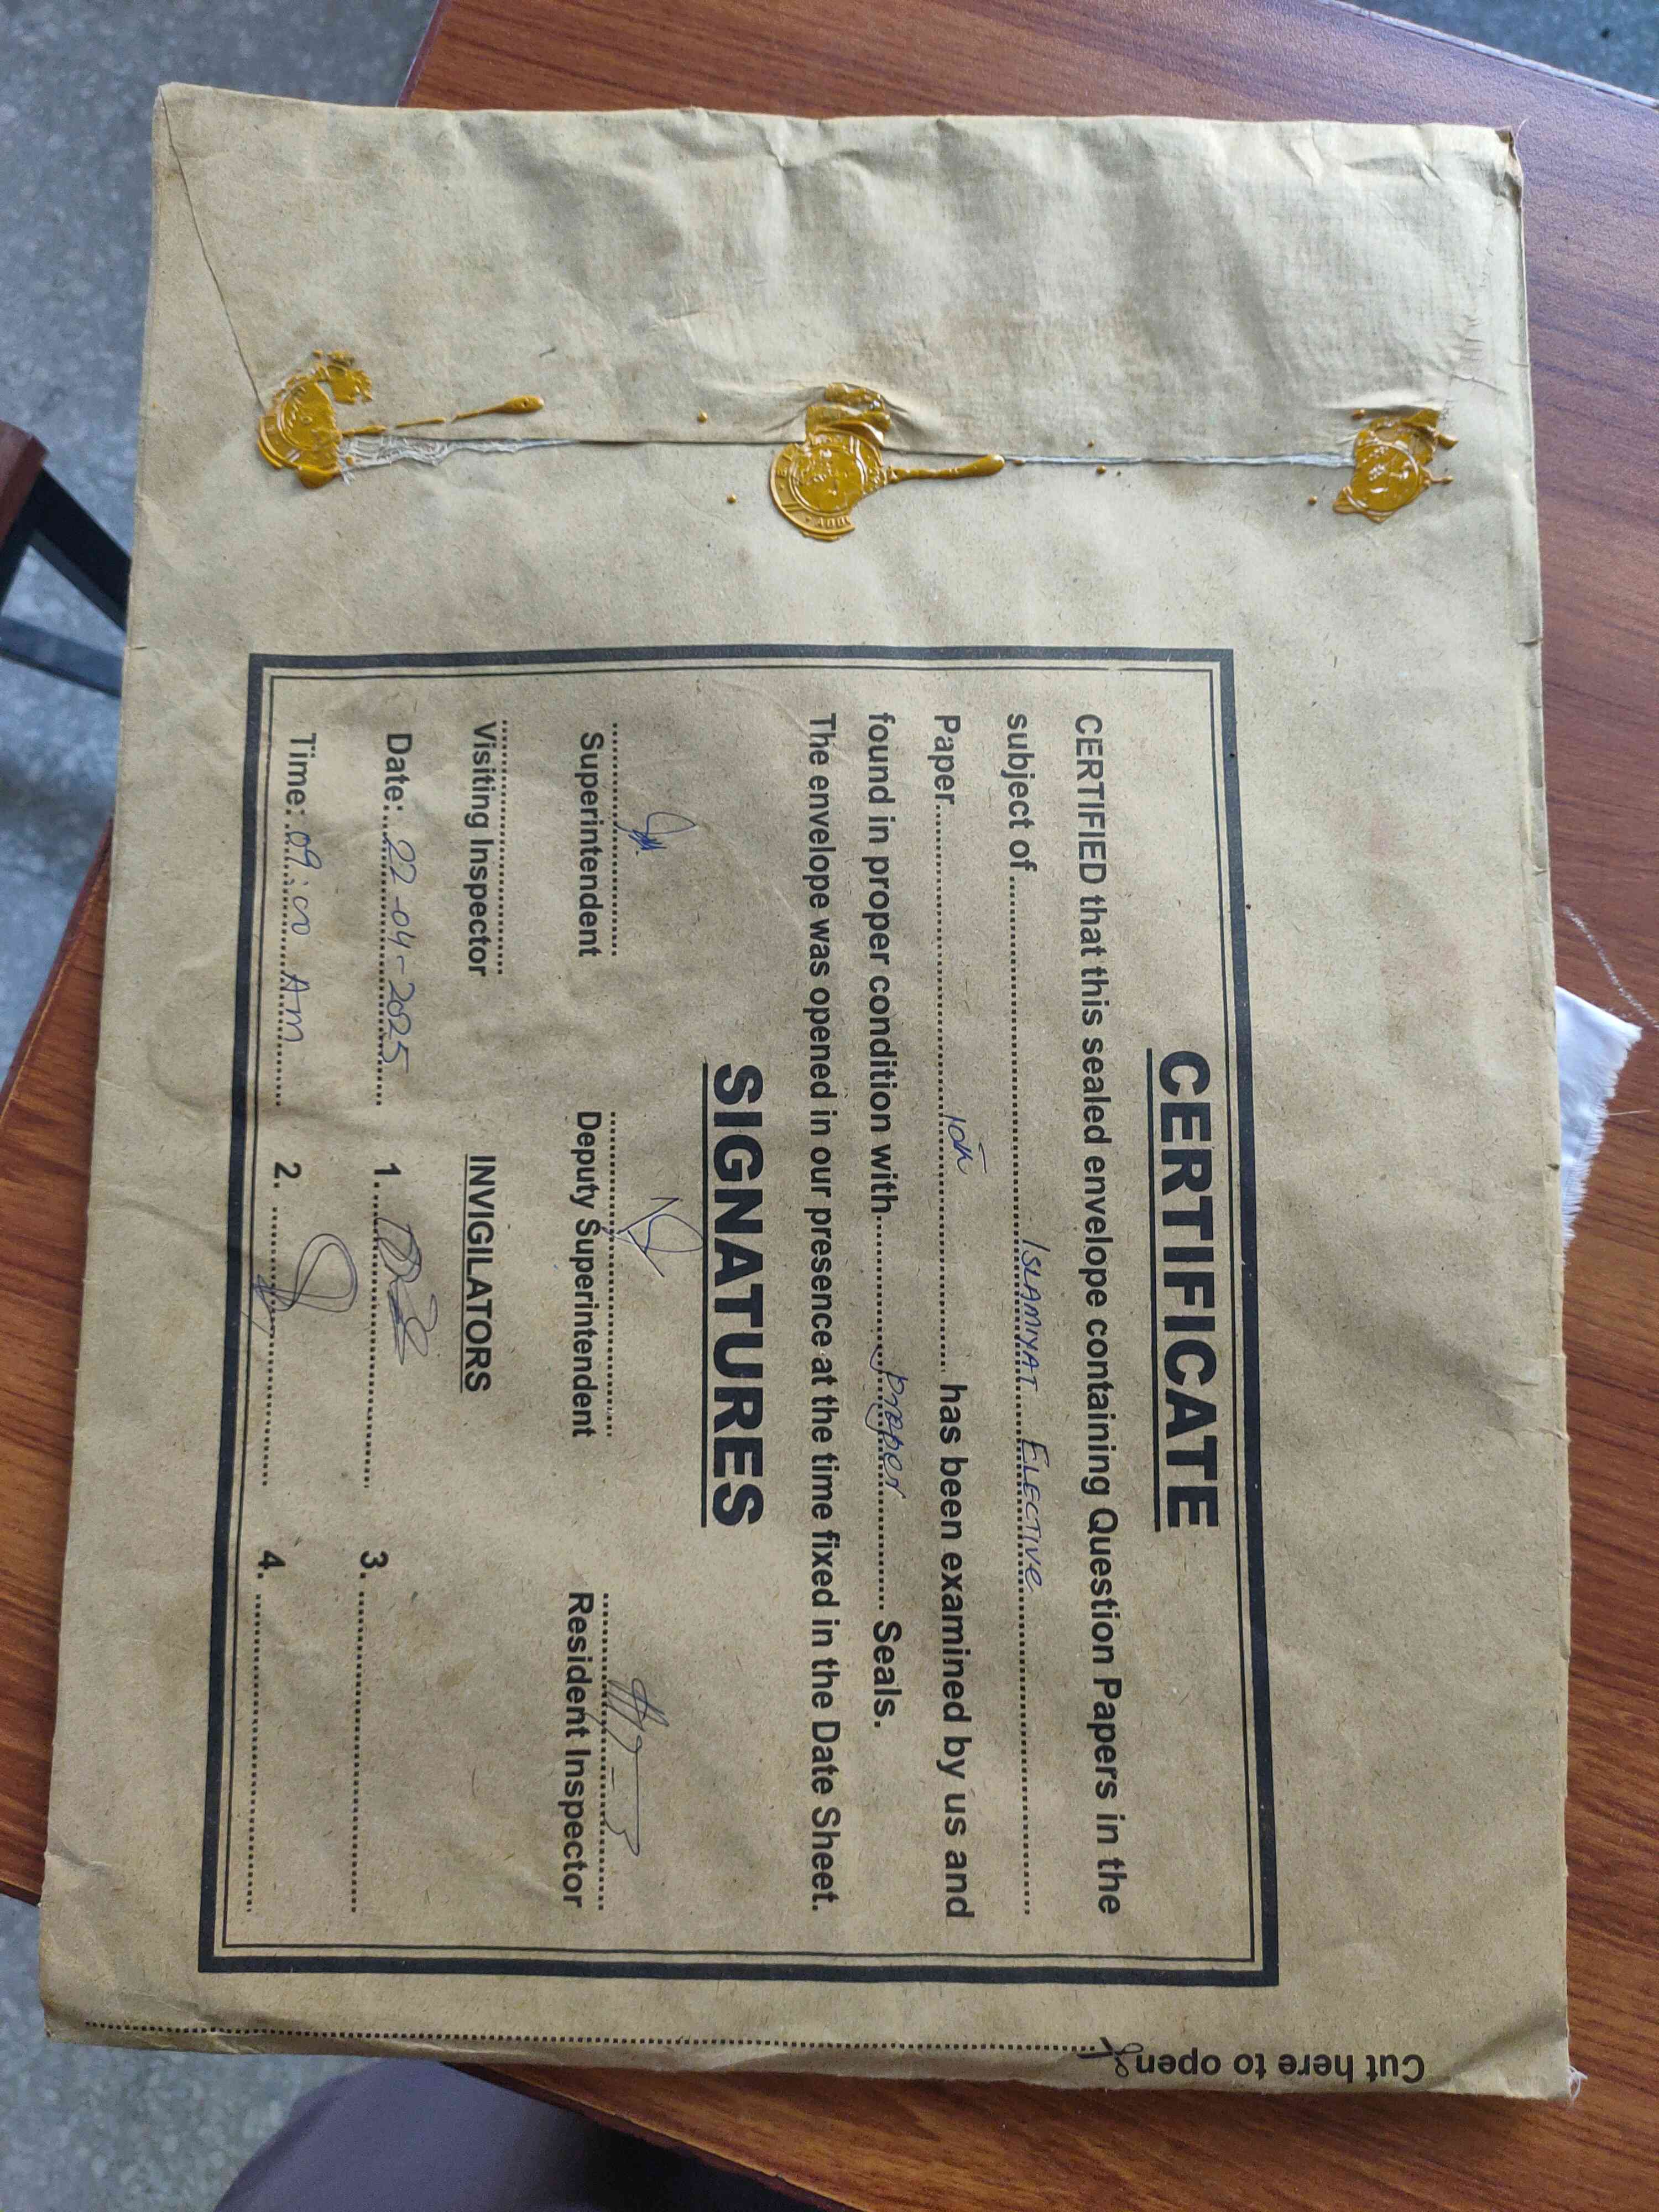 CERTIFICATE
CERTIFIED that this sealed envelope containing Question Papers in the
subject of .......... ISLAMIYAT ELECTIVE ..........
Paper .......... 10th .......... has been examined by us and
found in proper condition with .......... proper .......... Seals.
The envelope was opened in our presence at the time fixed in the Date Sheet.
SIGNATURES
Superintendent Deputy Superintendent Resident Inspector
Visiting Inspector INVIGILATORS
Date: 22-04-2025 1. .......... 3. ..........
Time: 09:00 Am 2. .......... 4. ..........
Cut here to open